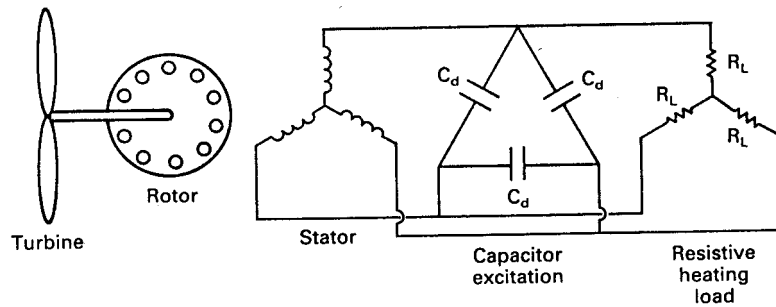 Turbine
Rotor
Stator
C_d
C_d
C_d
Capacitor
excitation
R_L
R_L
R_L
Resistive
heating
load